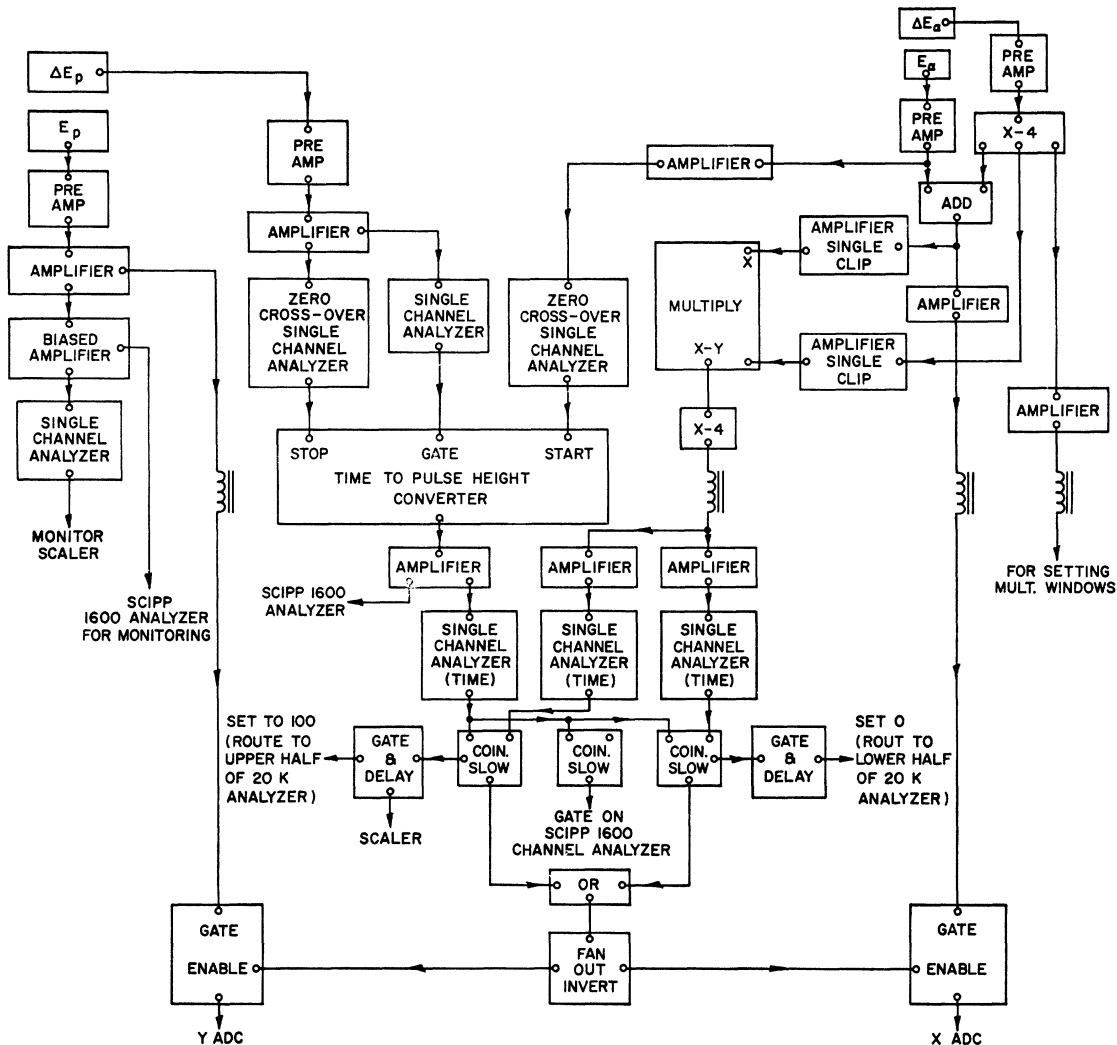 ΔEα
ΔEp
Eα
PRE
AMP
Ep
PRE
AMP
X-4
PRE
AMP
AMPLIFIER
PRE
AMP
ADD
AMPLIFIER
AMPLIFIER
SINGLE
CLIP
AMPLIFIER
X
ZERO
CROSS-OVER
SINGLE
CHANNEL
ANALYZER
SINGLE
CHANNEL
ANALYZER
ZERO
CROSS-OVER
SINGLE
CHANNEL
ANALYZER
MULTIPLY
X-Y
AMPLIFIER
BIASED
AMPLIFIER
AMPLIFIER
SINGLE
CLIP
SINGLE
CHANNEL
ANALYZER
X-4
AMPLIFIER
STOP GATE START
TIME TO PULSE HEIGHT
CONVERTER
MONITOR
SCALER
AMPLIFIER
AMPLIFIER
AMPLIFIER
FOR SETTING
MULT. WINDOWS
SCIPP
1600 ANALYZER
FOR MONITORING
SCIPP 1600
ANALYZER
SINGLE
CHANNEL
ANALYZER
(TIME)
SINGLE
CHANNEL
ANALYZER
(TIME)
SINGLE
CHANNEL
ANALYZER
(TIME)
SET TO 100
(ROUTE TO
UPPER HALF
OF 20 K
ANALYZER)
GATE
&
DELAY
COIN.
SLOW
COIN.
SLOW
COIN.
SLOW
GATE
&
DELAY
SET 0
(ROUT TO
LOWER HALF
OF 20 K
ANALYZER)
SCALER
GATE ON
SCIPP 1600
CHANNEL ANALYZER
OR
GATE
ENABLE
FAN
OUT
INVERT
GATE
ENABLE
Y ADC
X ADC